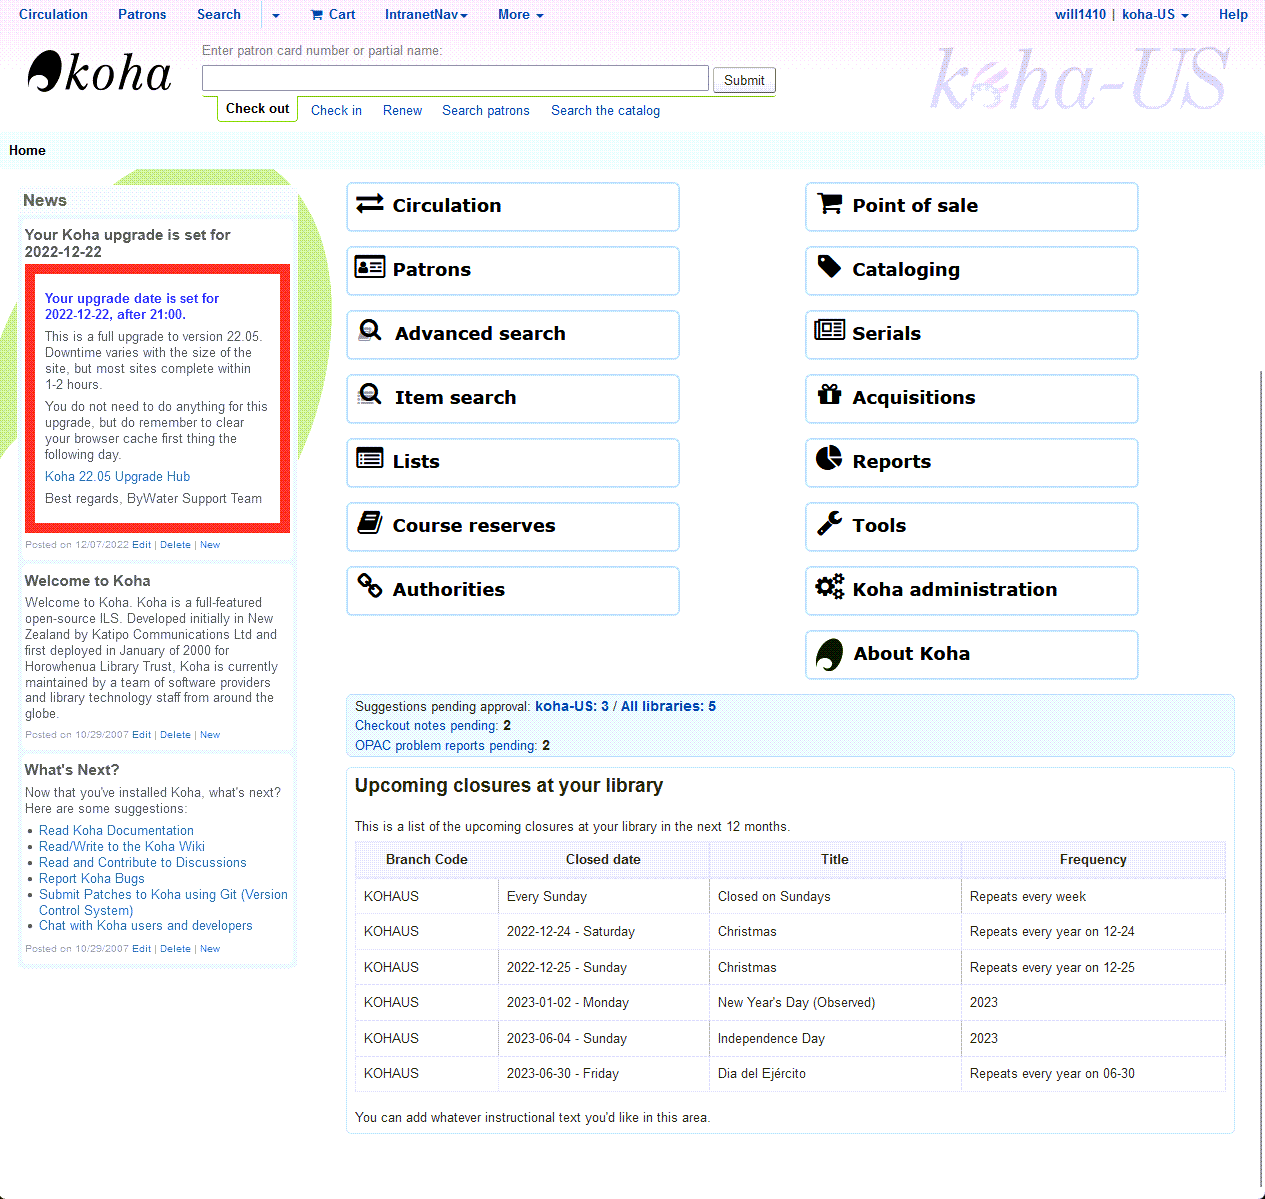 Circulation Patrons Search Cart IntranetNav More will1410 | koha-US Help
koha
Enter patron card number or partial name:
Submit
Check out Check in Renew Search patrons Search the catalog
koha-US
Home
News
Your Koha upgrade is set for
2022-12-22
Your upgrade date is set for
2022-12-22, after 21:00.
This is a full upgrade to version 22.05.
Downtime varies with the size of the
site, but most sites complete within
1-2 hours.
You do not need to do anything for this
upgrade, but do remember to clear
your browser cache first thing the
following day.
Koha 22.05 Upgrade Hub
Best regards, ByWater Support Team
Posted on 12/07/2022 Edit | Delete | New
Welcome to Koha
Welcome to Koha. Koha is a full-featured
open-source ILS. Developed initially in New
Zealand by Katipo Communications Ltd and
first deployed in January of 2000 for
Horowhenua Library Trust, Koha is currently
maintained by a team of software providers
and library technology staff from around the
globe.
Posted on 10/29/2007 Edit | Delete | New
What's Next?
Now that you've installed Koha, what's next?
Here are some suggestions:
Read Koha Documentation
Read/Write to the Koha Wiki
Read and Contribute to Discussions
Report Koha Bugs
Submit Patches to Koha using Git (Version
Control System)
Chat with Koha users and developers
Posted on 10/29/2007 Edit | Delete | New
Circulation
Patrons
Advanced search
Item search
Lists
Course reserves
Authorities
Point of sale
Cataloging
Serials
Acquisitions
Reports
Tools
Koha administration
About Koha
Suggestions pending approval: koha-US: 3 / All libraries: 5
Checkout notes pending: 2
OPAC problem reports pending: 2
Upcoming closures at your library
This is a list of the upcoming closures at your library in the next 12 months.
Branch Code Closed date Title Frequency
KOHAUS Every Sunday Closed on Sundays Repeats every week
KOHAUS 2022-12-24 - Saturday Christmas Repeats every year on 12-24
KOHAUS 2022-12-25 - Sunday Christmas Repeats every year on 12-25
KOHAUS 2023-01-02 - Monday New Year's Day (Observed) 2023
KOHAUS 2023-06-04 - Sunday Independence Day 2023
KOHAUS 2023-06-30 - Friday Dia del Ejército Repeats every year on 06-30
You can add whatever instructional text you'd like in this area.